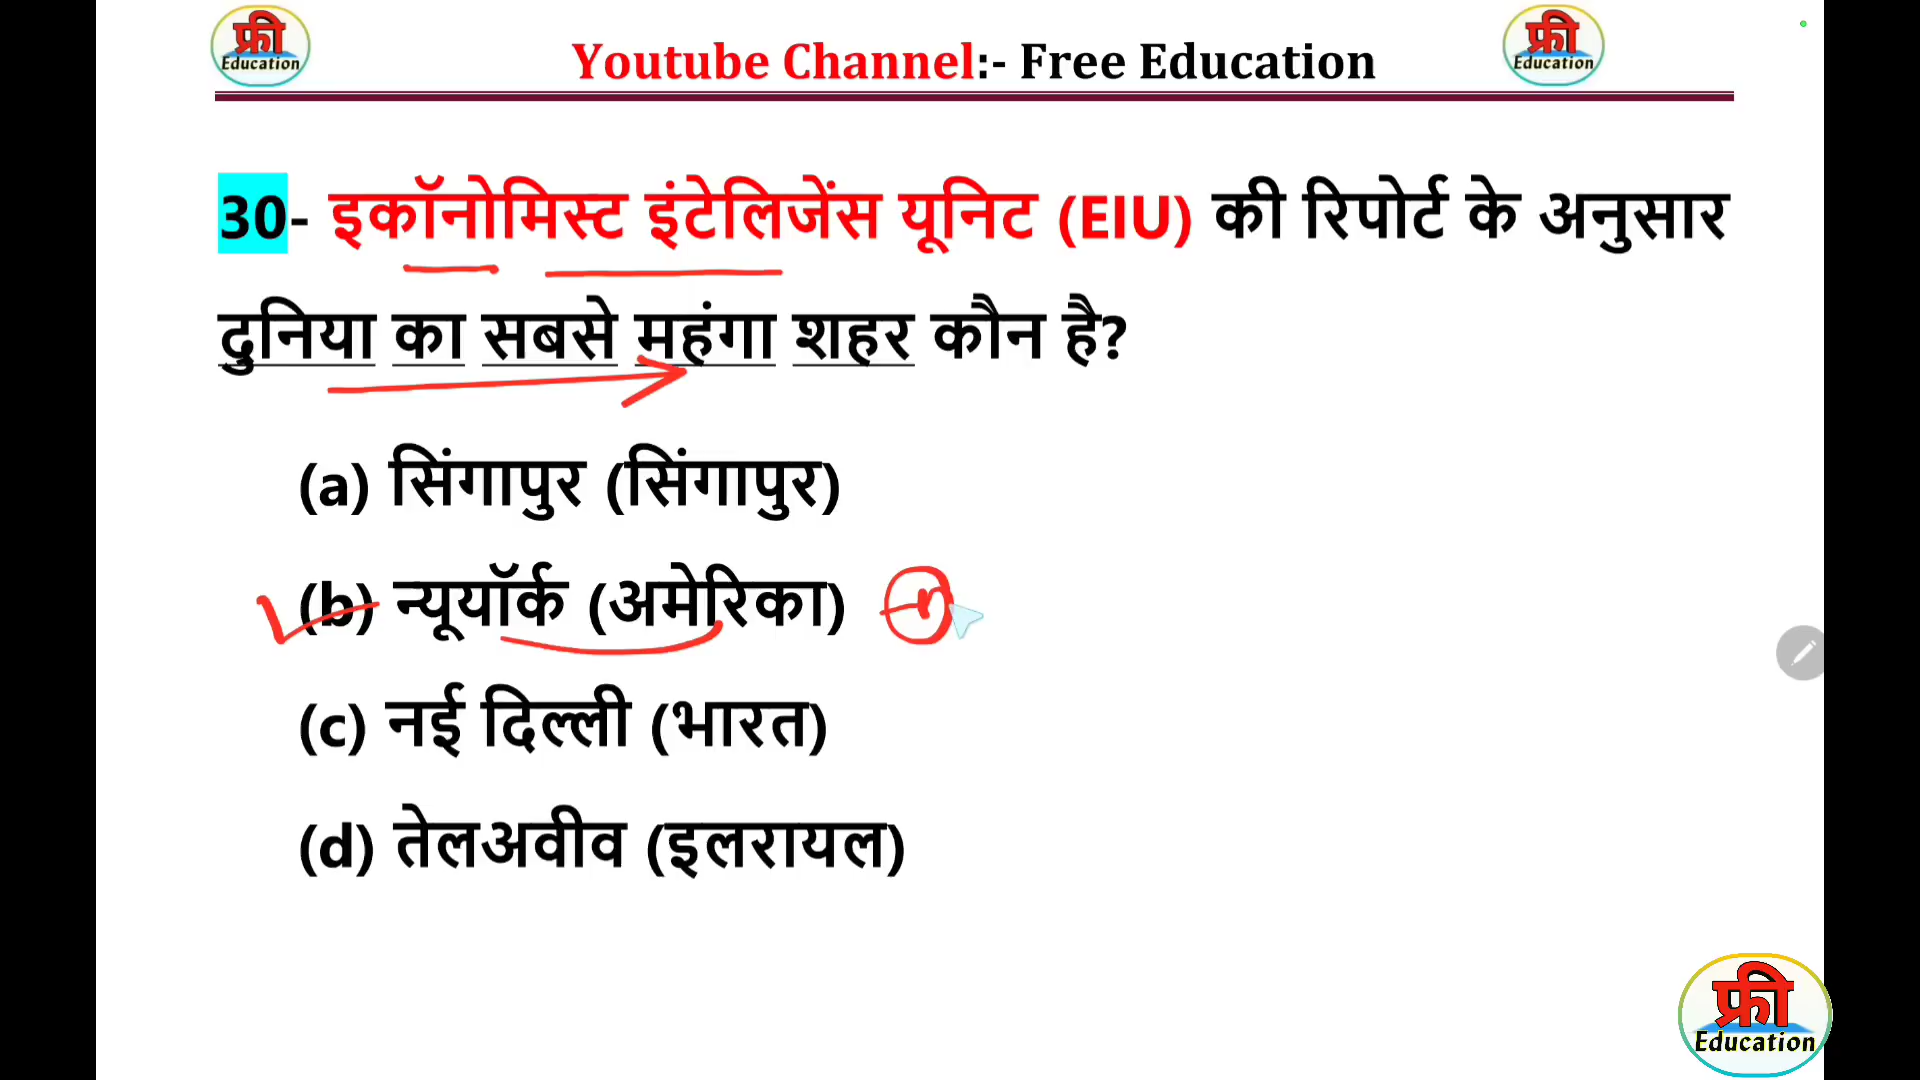 फ्री
Education
Youtube Channel:- Free Education
फ्री
Education
30- इकॉनोमिस्ट इंटेलिजेंस यूनिट (EIU) की रिपोर्ट के अनुसार
दुनिया का सबसे महंगा शहर कौन है?
(a) सिंगापुर (सिंगापुर)
(b) न्यूयॉर्क (अमेरिका)
(c) नई दिल्ली (भारत)
(d) तेलअवीव (इलरायल)
फ्री
Education